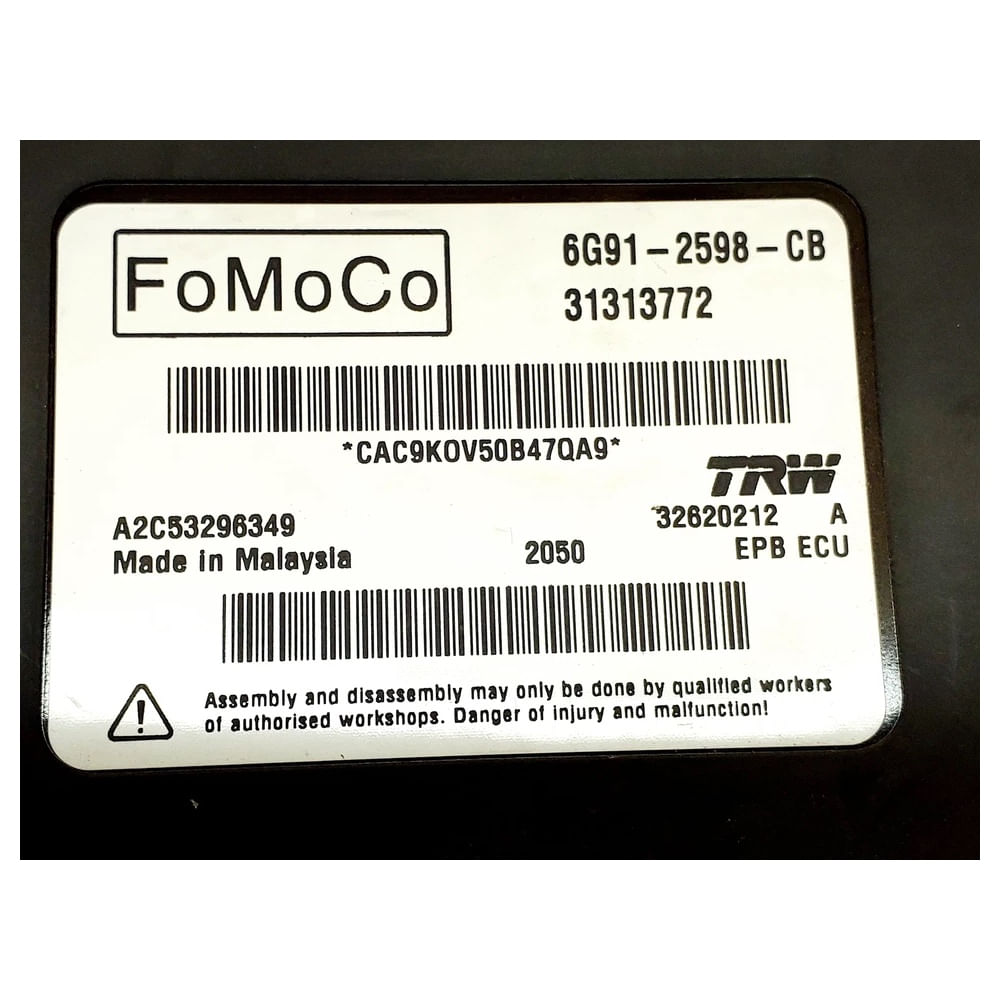 FoMoCo
6G91-2598-CB
31313772
*CAC9K0V50B47QA9*
TRW
A2C53296349
32620212 A
Made in Malaysia
2050
EPB ECU
Assembly and disassembly may only be done by qualified workers
of authorised workshops. Danger of injury and malfunction!